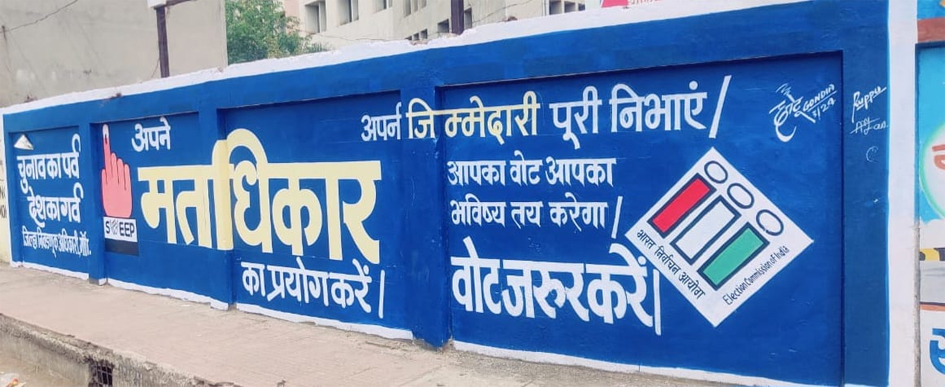 चुनाव का पर्व
देश का गर्व
SVEEP
अपने
मताधिकार
का प्रयोग करें।
अपनी जिम्मेदारी पूरी निभाएं।
आपका वोट आपका
भविष्य तय करेगा।
वोट जरुर करें।
भारत निर्वाचन आयोग
Election Commission of India
GONDIA